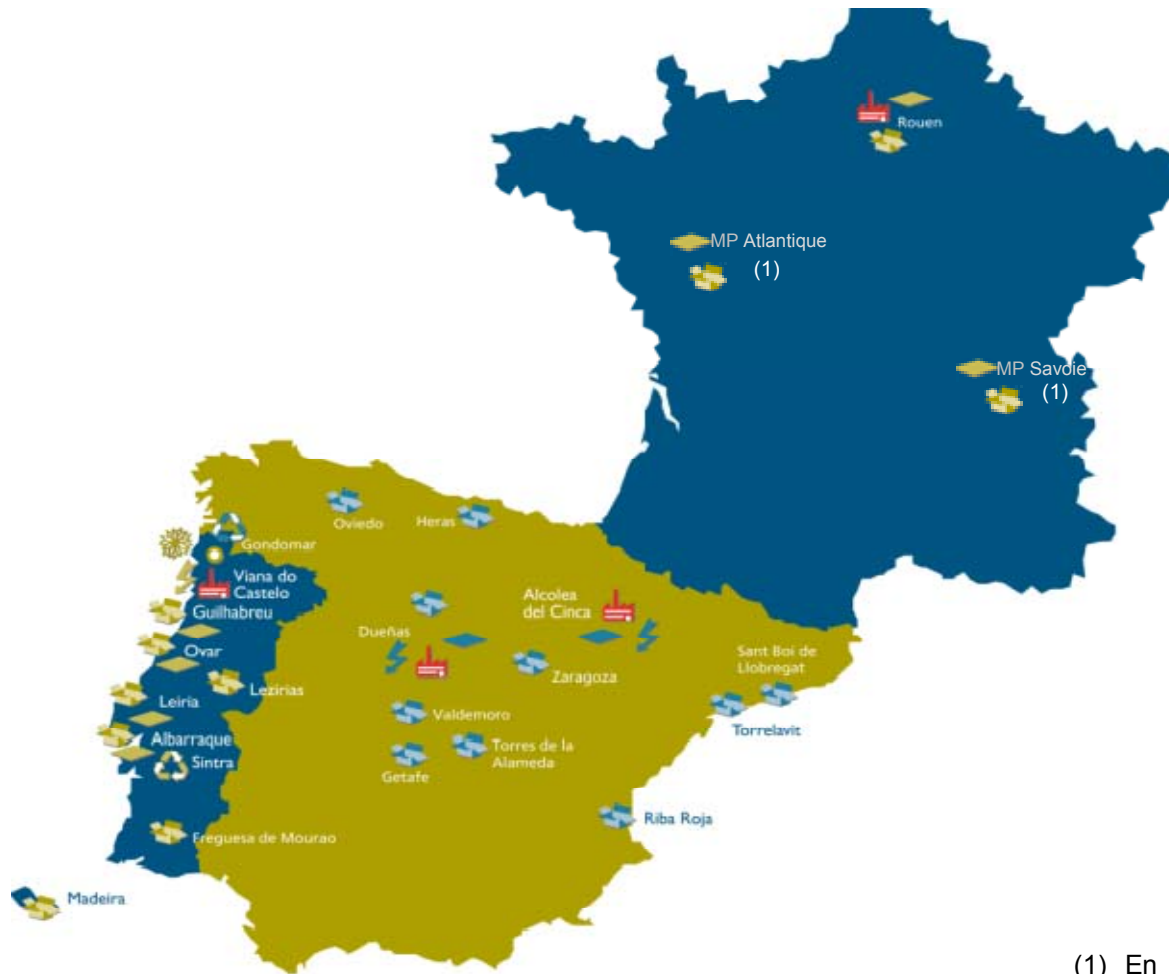 Rouen
MP Atlantique
(1)
MP Savoie
(1)
Oviedo
Heras
Gondomar
Viana do
Castelo
Alcolea
del Cinca
Guilhabreu
Dueñas
Sant Boi de
Llobregat
Ovar
Zaragoza
Lezirias
Leiria
Valdemoro
Torrelavit
Albarraque
Torres de la
Alameda
Sintra
Getafe
Riba Roja
Freguesa de Mourao
Madeira
(1) En